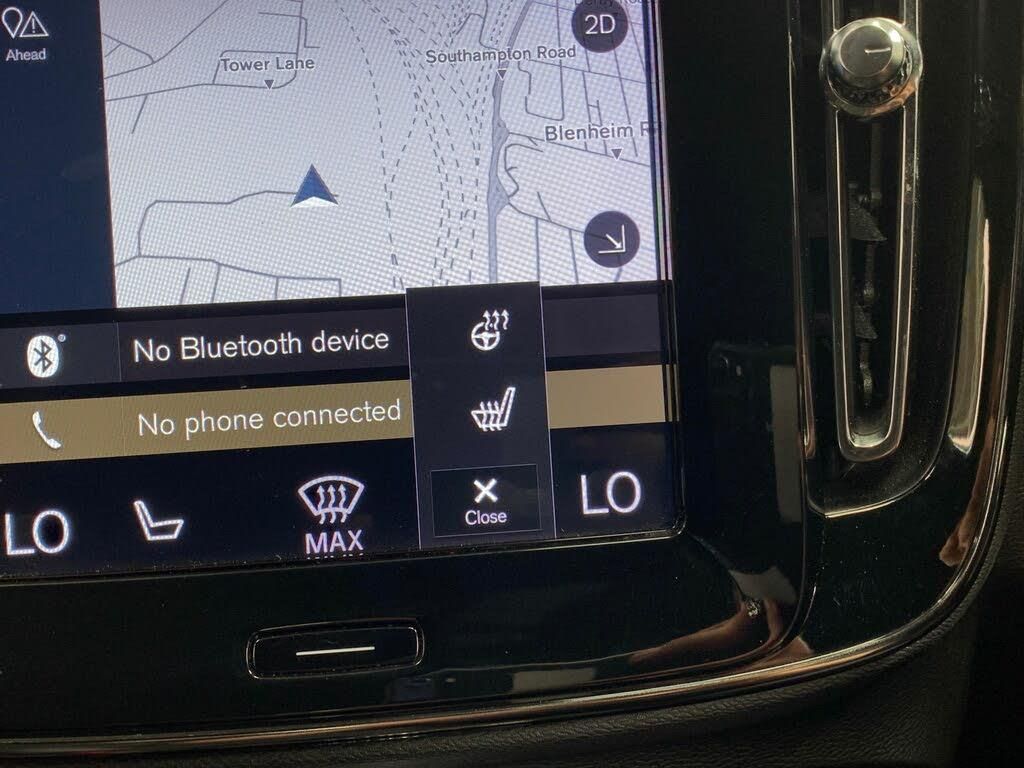 2D
Ahead
Tower Lane
Southampton Road
Blenheim R
No Bluetooth device
No phone connected
LO
MAX
Close
LO